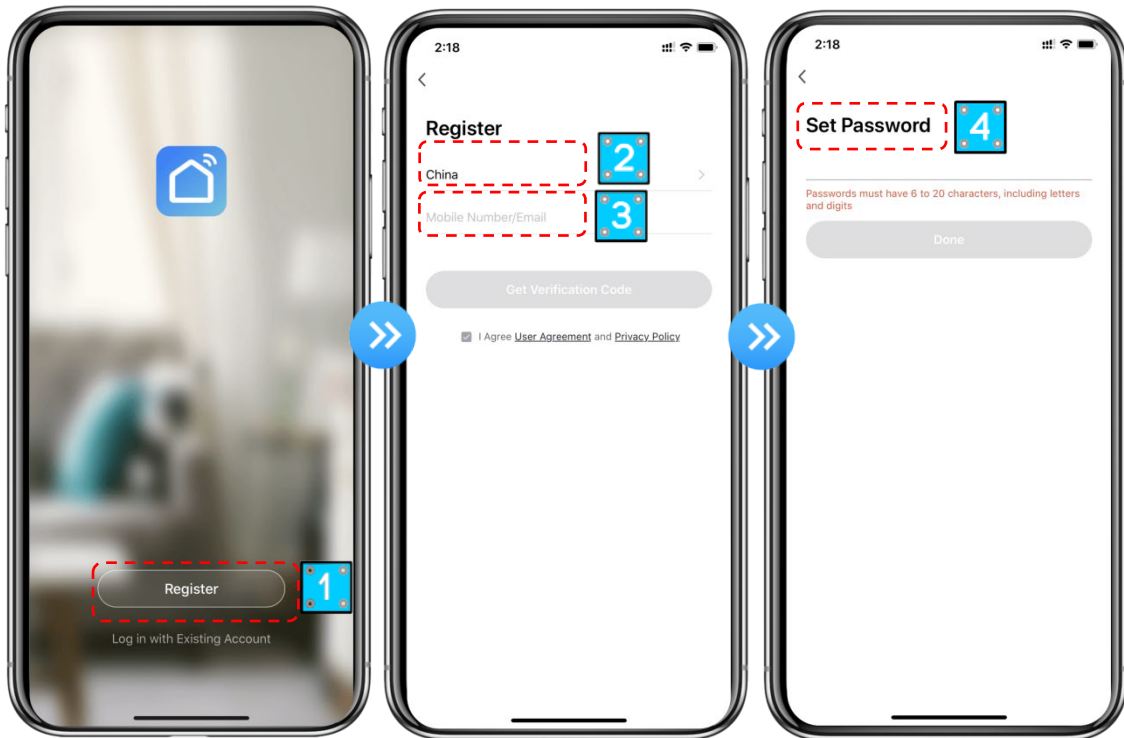 Register
1
Log in with Existing Account
2:18
Register
2
China
3
Mobile Number/Email
Get Verification Code
I Agree User Agreement and Privacy Policy
2:18
Set Password
4
Passwords must have 6 to 20 characters, including letters
and digits
Done